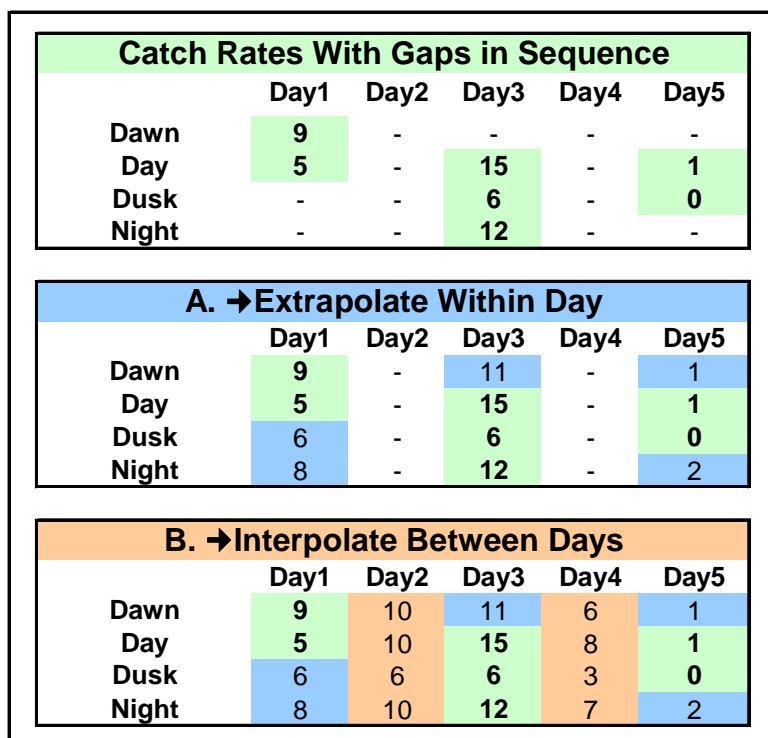 Catch Rates With Gaps in Sequence
Day1 Day2 Day3 Day4 Day5
Dawn 9 - - - -
Day 5 - 15 - 1
Dusk - - 6 - 0
Night - - 12 - -
A. →Extrapolate Within Day
Day1 Day2 Day3 Day4 Day5
Dawn 9 - 11 - 1
Day 5 - 15 - 1
Dusk 6 - 6 - 0
Night 8 - 12 - 2
B. →Interpolate Between Days
Day1 Day2 Day3 Day4 Day5
Dawn 9 10 11 6 1
Day 5 10 15 8 1
Dusk 6 6 6 3 0
Night 8 10 12 7 2